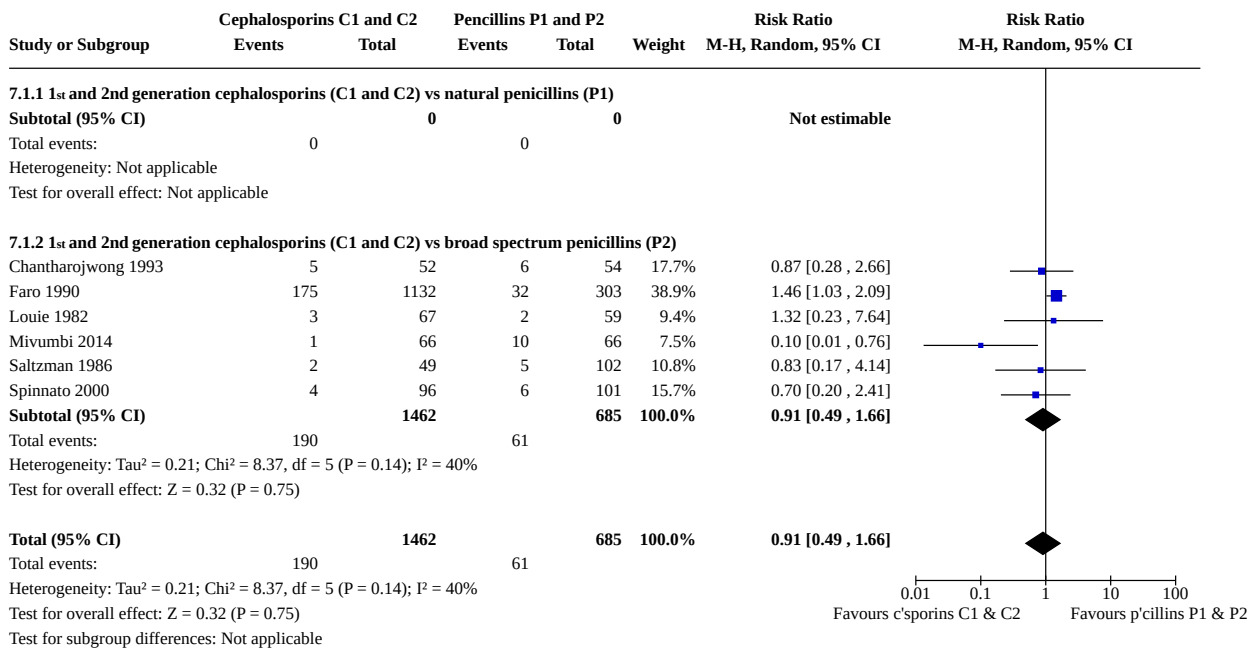 Cephalosporins C1 and C2 Pencillins P1 and P2 Risk Ratio Risk Ratio
Study or Subgroup Events Total Events Total Weight M-H, Random, 95% CI M-H, Random, 95% CI
7.1.1 1st and 2nd generation cephalosporins (C1 and C2) vs natural penicillins (P1)
Subtotal (95% CI) 0 0 Not estimable
Total events: 0 0
Heterogeneity: Not applicable
Test for overall effect: Not applicable
7.1.2 1st and 2nd generation cephalosporins (C1 and C2) vs broad spectrum penicillins (P2)
Chantharojwong 1993 5 52 6 54 17.7% 0.87 [0.28 , 2.66]
Faro 1990 175 1132 32 303 38.9% 1.46 [1.03 , 2.09]
Louie 1982 3 67 2 59 9.4% 1.32 [0.23 , 7.64]
Mivumbi 2014 1 66 10 66 7.5% 0.10 [0.01 , 0.76]
Saltzman 1986 2 49 5 102 10.8% 0.83 [0.17 , 4.14]
Spinnato 2000 4 96 6 101 15.7% 0.70 [0.20 , 2.41]
Subtotal (95% CI) 1462 685 100.0% 0.91 [0.49 , 1.66]
Total events: 190 61
Heterogeneity: Tau² = 0.21; Chi² = 8.37, df = 5 (P = 0.14); I² = 40%
Test for overall effect: Z = 0.32 (P = 0.75)
Total (95% CI) 1462 685 100.0% 0.91 [0.49 , 1.66]
Total events: 190 61
Heterogeneity: Tau² = 0.21; Chi² = 8.37, df = 5 (P = 0.14); I² = 40% 0.01 0.1 1 10 100
Test for overall effect: Z = 0.32 (P = 0.75) Favours c'sporins C1 & C2 Favours p'cillins P1 & P2
Test for subgroup differences: Not applicable